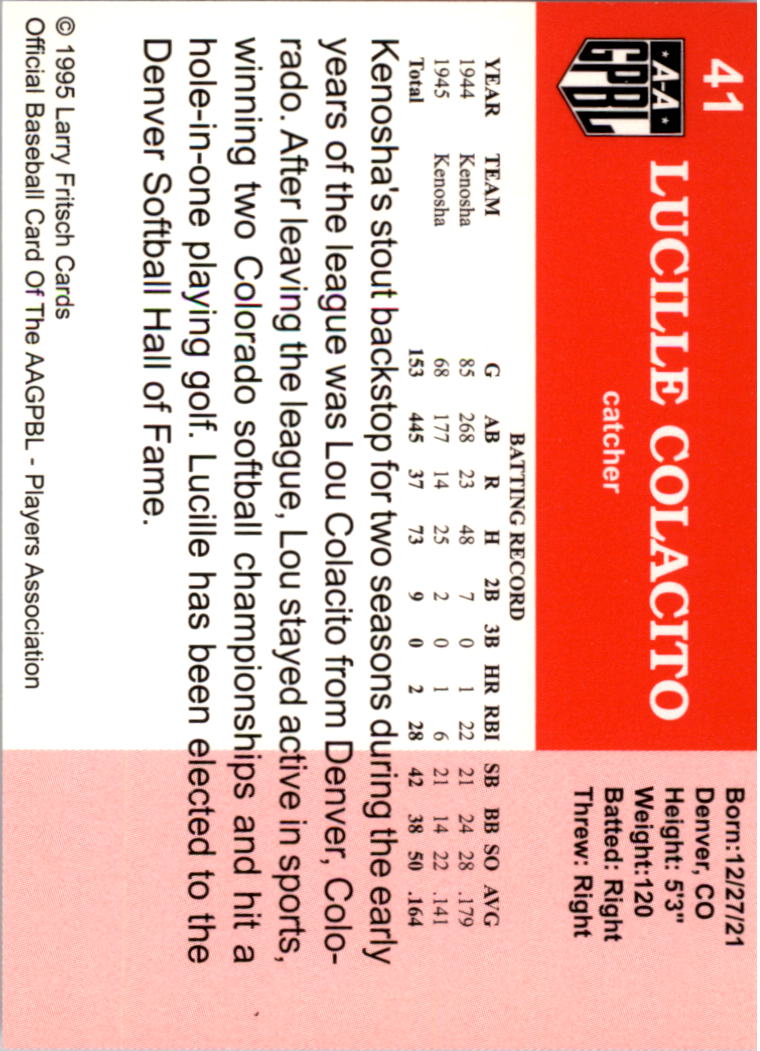 41
A-A
GPBL
LUCILLE COLACITO
catcher
Born:12/27/21
Denver, CO
Height: 5'3"
Weight:120
Batted: Right
Threw: Right
BATTING RECORD
YEAR TEAM G AB R H 2B 3B HR RBI SB BB SO AVG
1944 Kenosha 85 268 23 48 7 0 1 22 21 24 28 .179
1945 Kenosha 68 177 14 25 2 0 1 6 21 14 22 .141
Total 153 445 37 73 9 0 2 28 42 38 50 .164
Kenosha's stout backstop for two seasons during the early
years of the league was Lou Colacito from Denver, Colo-
rado. After leaving the league, Lou stayed active in sports,
winning two Colorado softball championships and hit a
hole-in-one playing golf. Lucille has been elected to the
Denver Softball Hall of Fame.
© 1995 Larry Fritsch Cards
Official Baseball Card Of The AAGPBL - Players Association